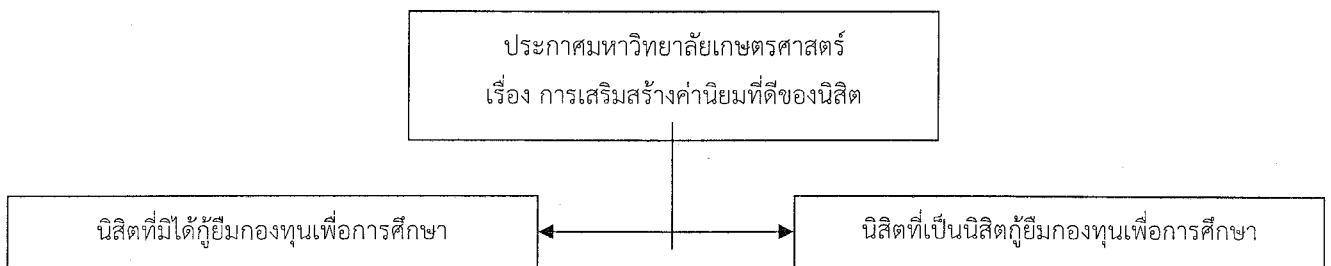 ประกาศมหาวิทยาลัยเกษตรศาสตร์
เรื่อง การเสริมสร้างค่านิยมที่ดีของนิสิต
นิสิตที่มิได้กู้ยืมกองทุนเพื่อการศึกษา
นิสิตที่เป็นนิสิตกู้ยืมกองทุนเพื่อการศึกษา